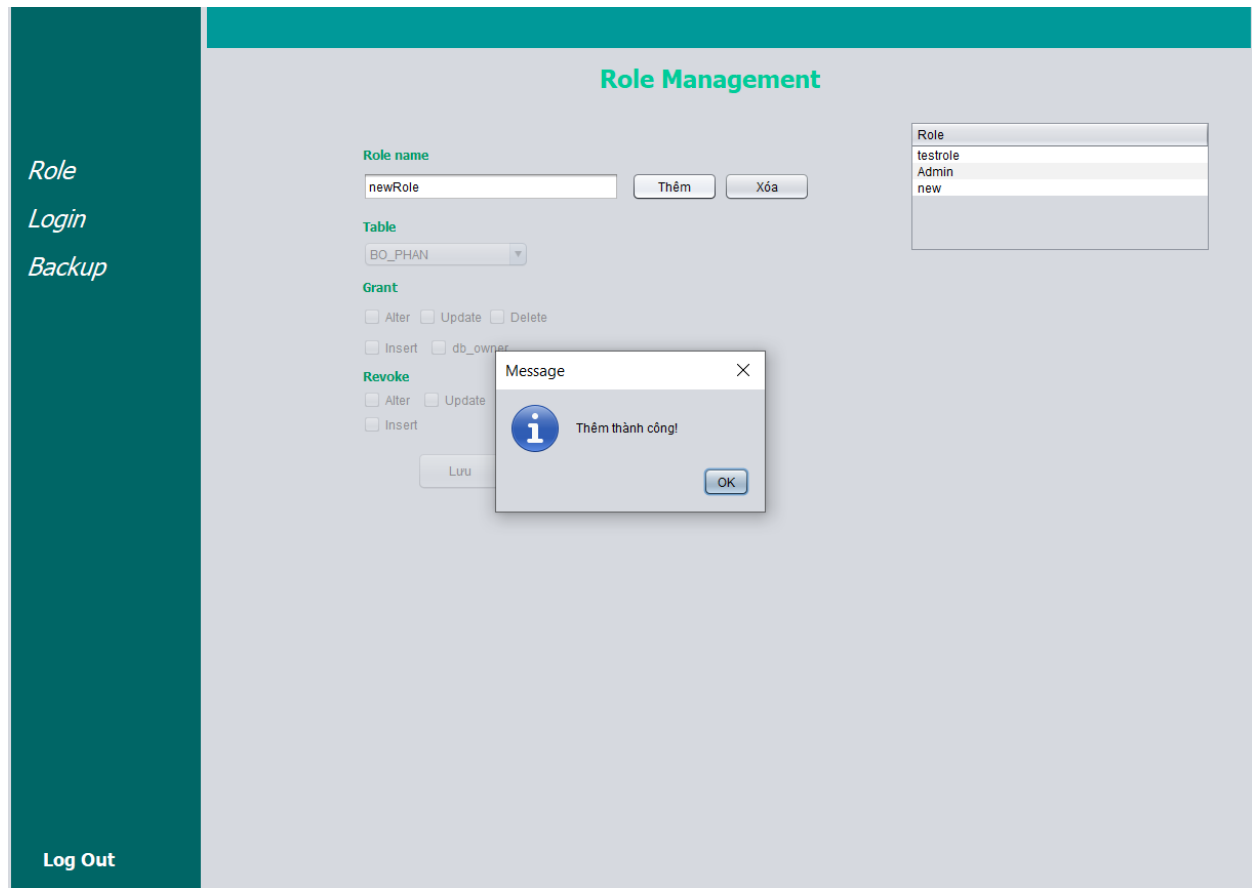 Role Management
Role
Login
Backup
Log Out
Role name
newRole
Thêm
Xóa
Table
BO_PHAN
Grant
Alter
Update
Delete
Insert
db_owner
Revoke
Alter
Update
Insert
Lưu
Role
testrole
Admin
new
Message
Thêm thành công!
OK